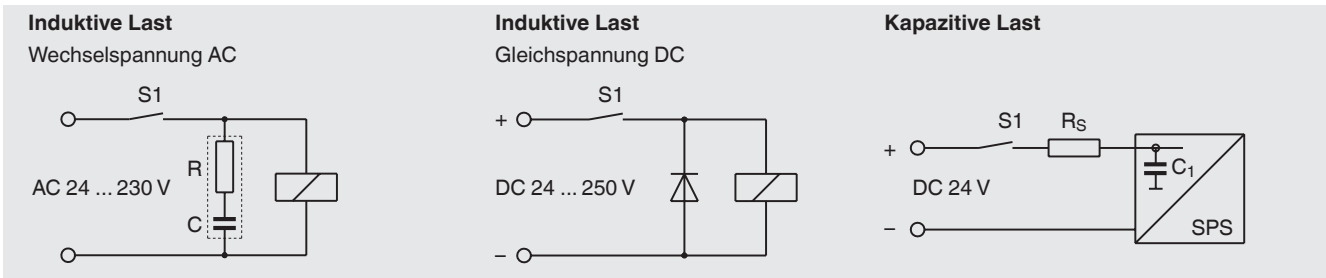 Induktive Last
Wechselspannung AC
S1
R
AC 24 ... 230 V
C
Induktive Last
Gleichspannung DC
S1
+
DC 24 ... 250 V
–
Kapazitive Last
S1 RS
+
C1
DC 24 V
–
SPS